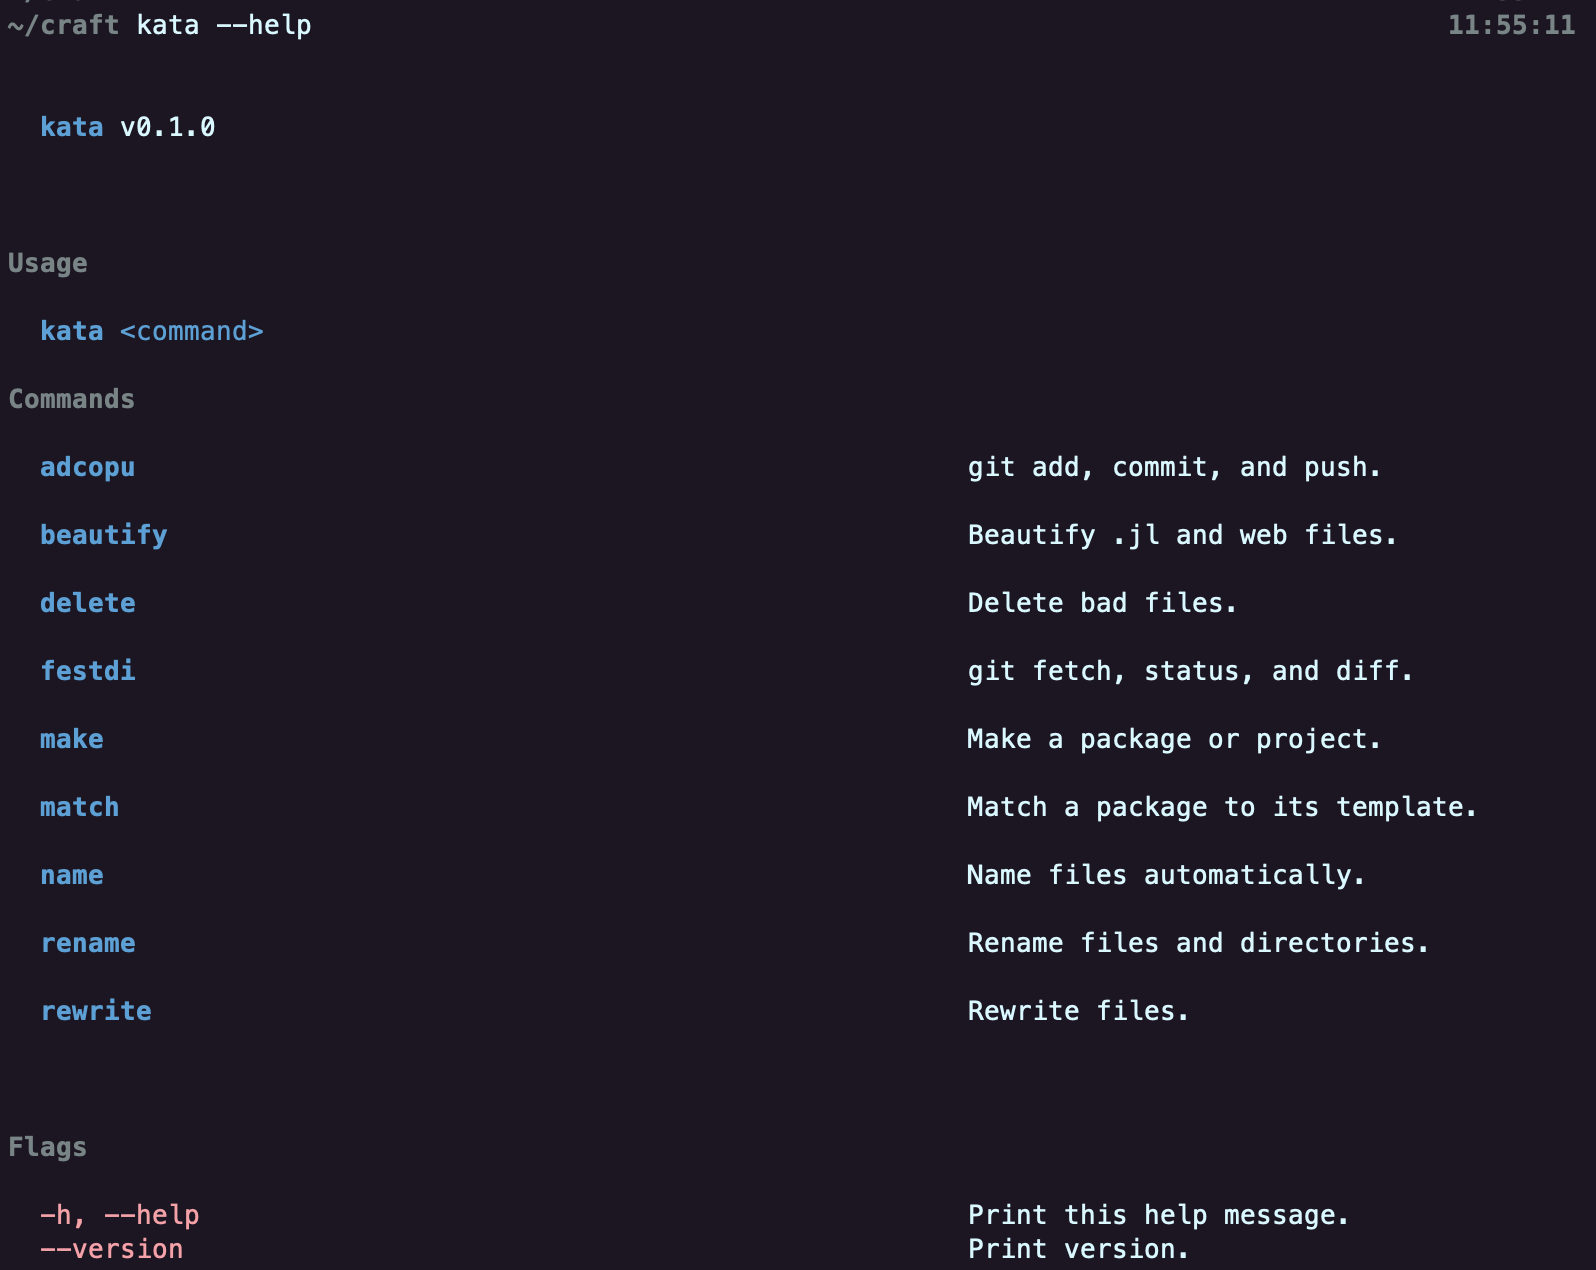 ~/craft kata --help 11:55:11
kata v0.1.0
Usage
kata <command>
Commands
adcopu git add, commit, and push.
beautify Beautify .jl and web files.
delete Delete bad files.
festdi git fetch, status, and diff.
make Make a package or project.
match Match a package to its template.
name Name files automatically.
rename Rename files and directories.
rewrite Rewrite files.
Flags
-h, --help Print this help message.
--version Print version.